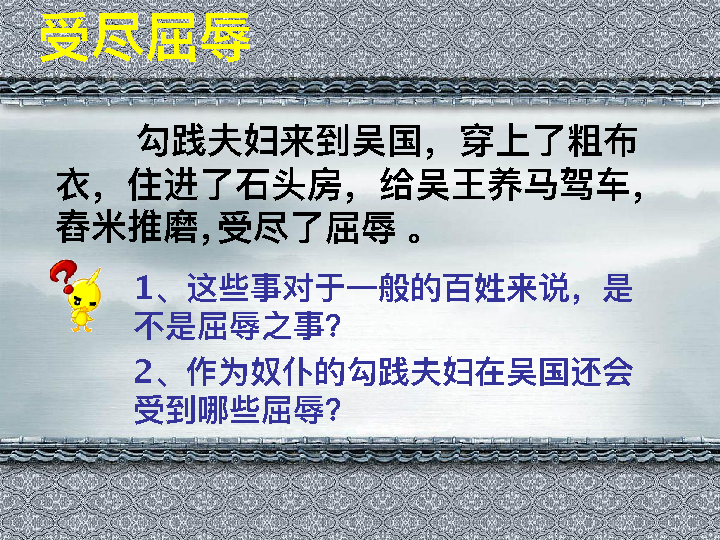 受尽屈辱
勾践夫妇来到吴国，穿上了粗布
衣，住进了石头房，给吴王养马驾车，
舂米推磨，受尽了屈辱 。
1、这些事对于一般的百姓来说，是
不是屈辱之事？
2、作为奴仆的勾践夫妇在吴国还会
受到哪些屈辱？